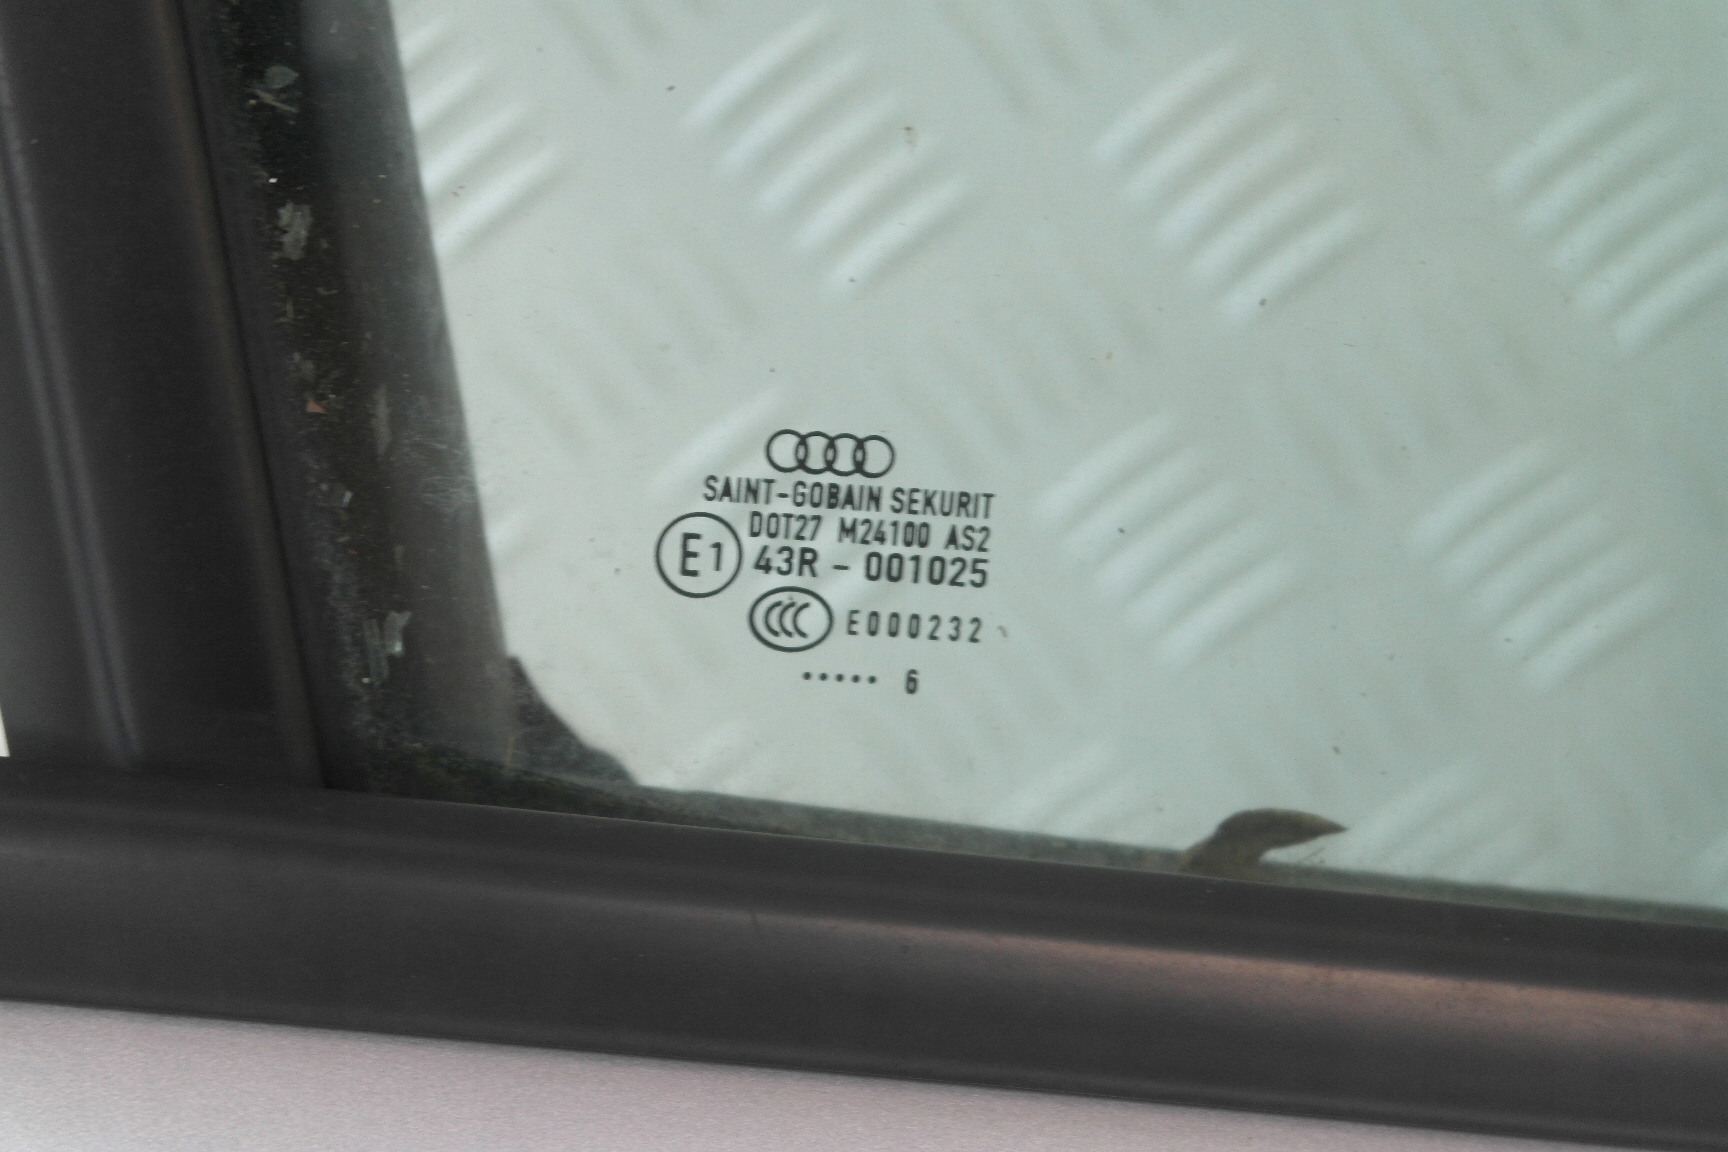 SAINT-GOBAIN SEKURIT
DOT27 M24100 AS2
E1 43R - 001025
CCC E000232
····· 6